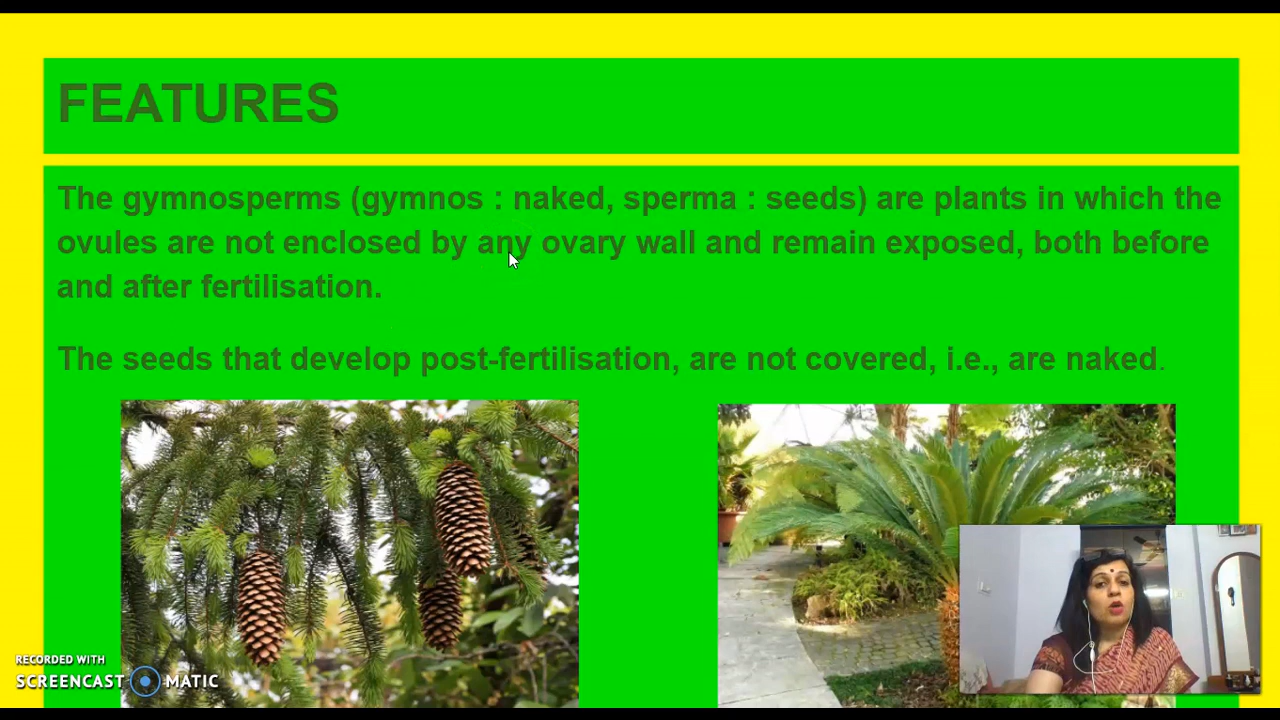 FEATURES
The gymnosperms (gymnos : naked, sperma : seeds) are plants in which the
ovules are not enclosed by any ovary wall and remain exposed, both before
and after fertilisation.
The seeds that develop post-fertilisation, are not covered, i.e., are naked.
RECORDED WITH
SCREENCAST MATIC